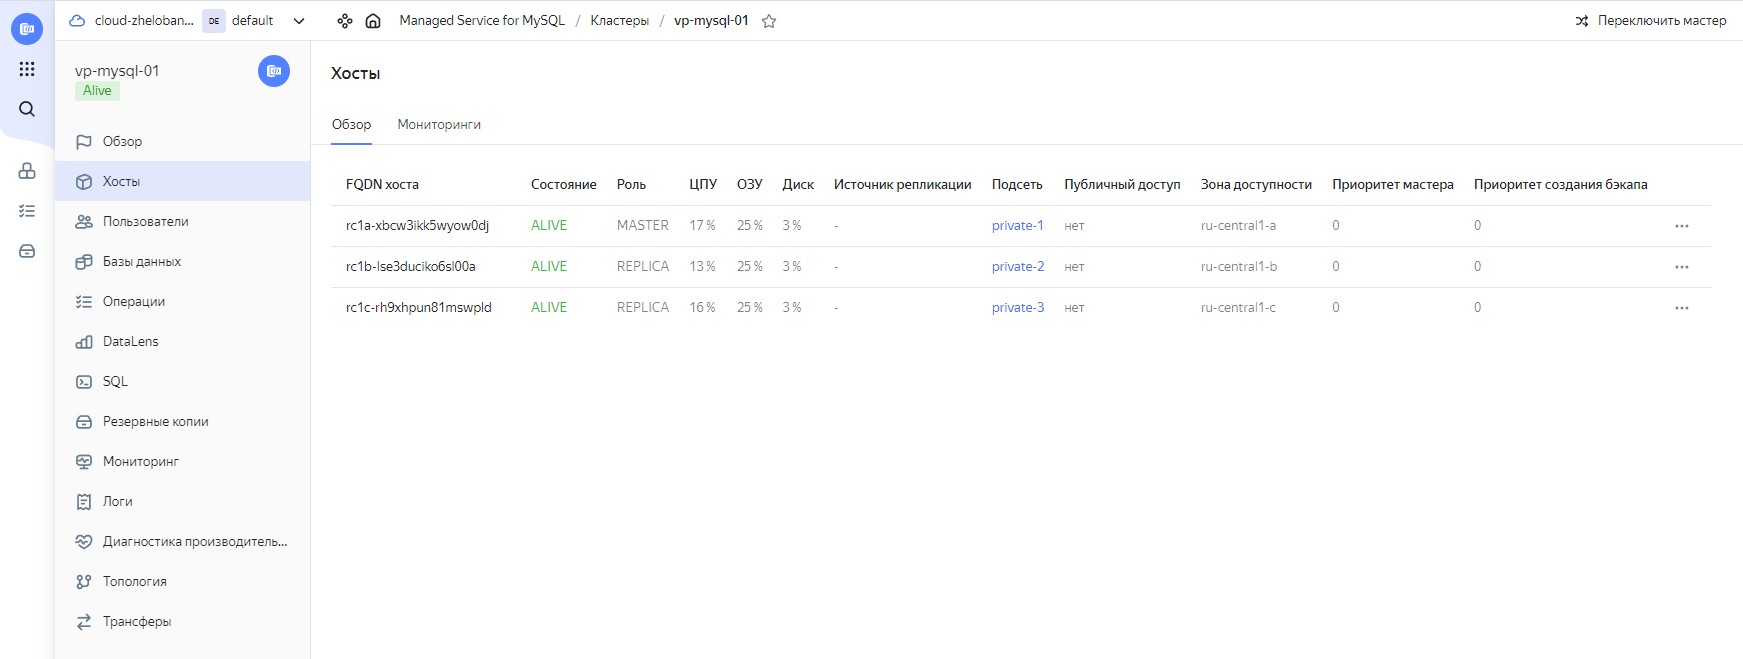 cloud-zheloban... DE default Managed Service for MySQL / Кластеры / vp-mysql-01 Переключить мастер
vp-mysql-01
Alive
Обзор
Хосты
Пользователи
Базы данных
Операции
DataLens
SQL
Резервные копии
Мониторинг
Логи
Диагностика производитель...
Топология
Трансферы
Хосты
Обзор Мониторинги
FQDN хоста Состояние Роль ЦПУ ОЗУ Диск Источник репликации Подсеть Публичный доступ Зона доступности Приоритет мастера Приоритет создания бэкапа
rc1a-xbcw3ikk5wyow0dj ALIVE MASTER 17 % 25 % 3 % - private-1 нет ru-central1-a 0 0
rc1b-lse3duciko6sl00a ALIVE REPLICA 13 % 25 % 3 % - private-2 нет ru-central1-b 0 0
rc1c-rh9xhpun81mswpld ALIVE REPLICA 16 % 25 % 3 % - private-3 нет ru-central1-c 0 0